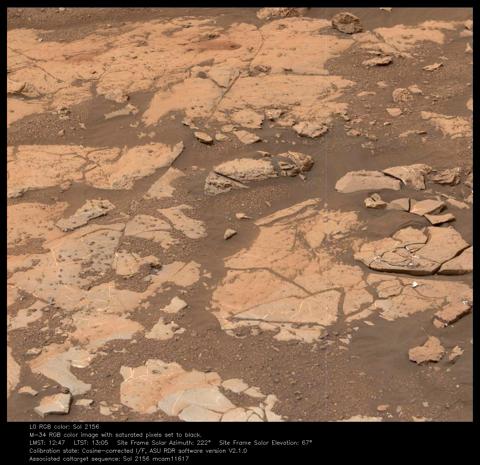 L0 RGB color: Sol 2156
M-34 RGB color image with saturated pixels set to black.
LMST: 12:47 LTST: 13:05 Site Frame Solar Azimuth: 222° Site Frame Solar Elevation: 67°
Calibration state: Cosine-corrected I/F, ASU RDR software version V2.1.0
Associated caltarget sequence: Sol 2156 mcam11617